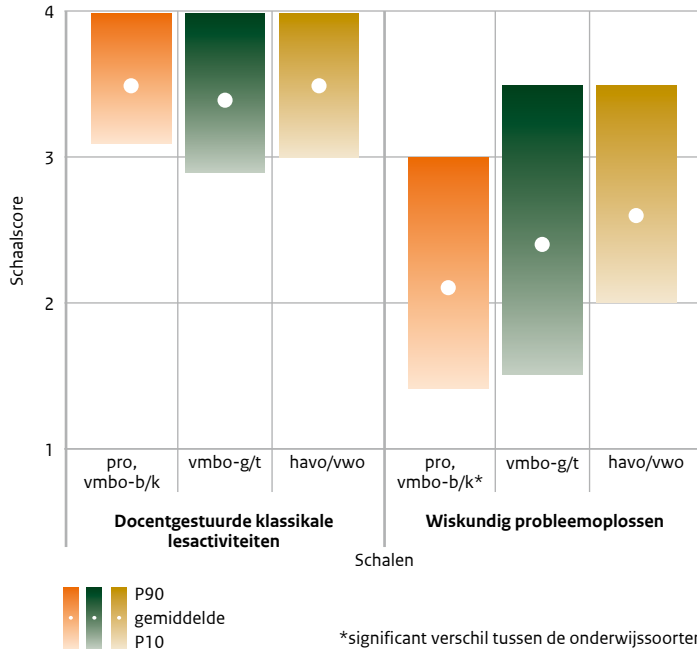 4
3
2
1
Schaalscore
pro,
vmbo-b/k
vmbo-g/t
havo/vwo
pro,
vmbo-b/k*
vmbo-g/t
havo/vwo
Docentgestuurde klassikale
lesactiviteiten
Wiskundig probleemoplossen
Schalen
P90
gemiddelde
P10
*significant verschil tussen de onderwijssoorten